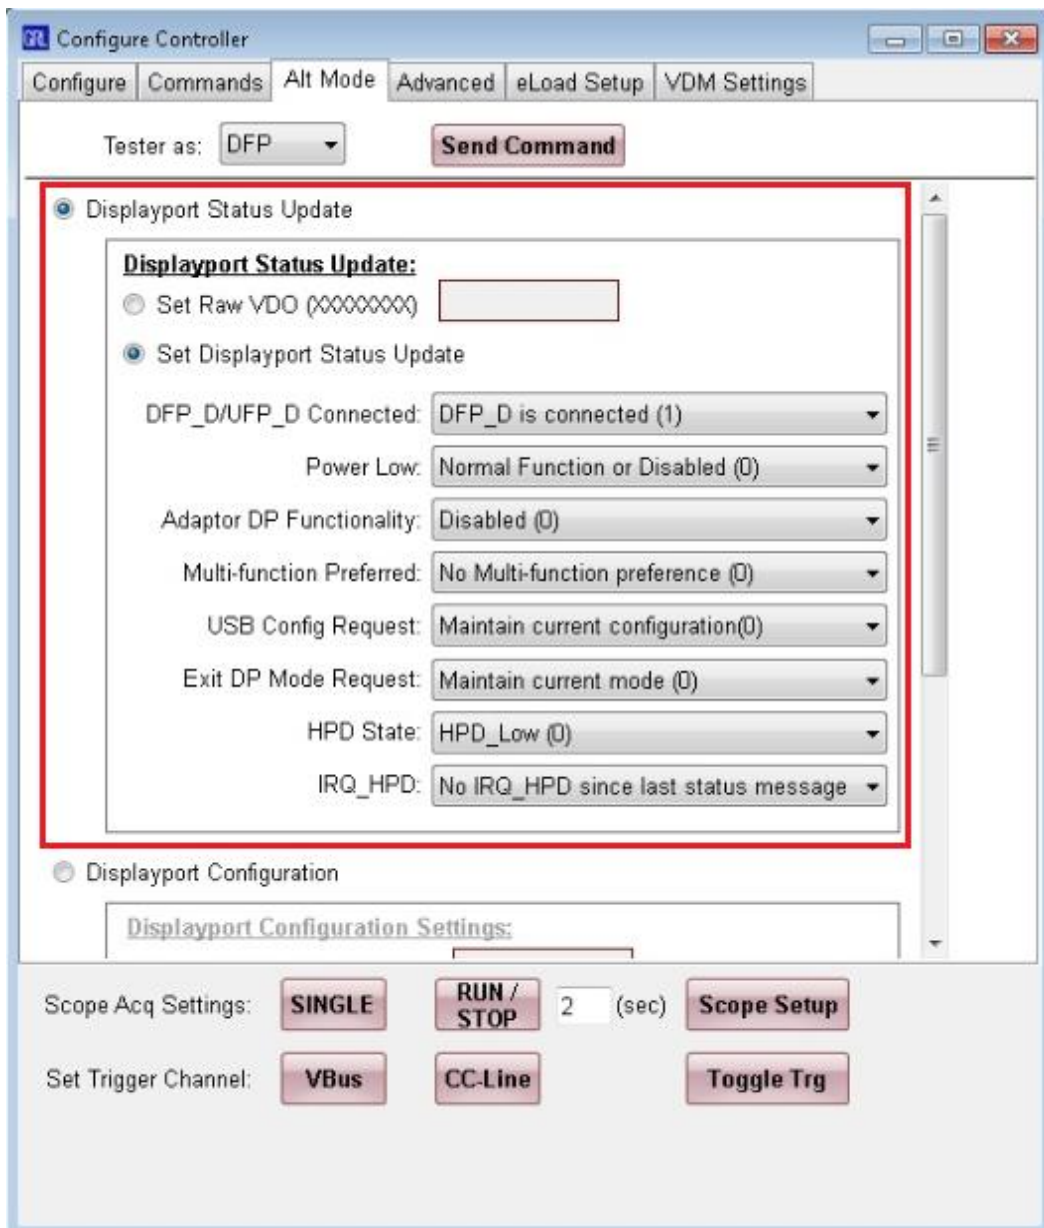 GRL Configure Controller
Configure Commands Alt Mode Advanced eLoad Setup VDM Settings
Tester as: DFP Send Command
Displayport Status Update
Displayport Status Update:
Set Raw VDO (XXXXXXXX)
Set Displayport Status Update
DFP_D/UFP_D Connected: DFP_D is connected (1)
Power Low: Normal Function or Disabled (0)
Adaptor DP Functionality: Disabled (0)
Multi-function Preferred: No Multi-function preference (0)
USB Config Request: Maintain current configuration(0)
Exit DP Mode Request: Maintain current mode (0)
HPD State: HPD_Low (0)
IRQ_HPD: No IRQ_HPD since last status message
Displayport Configuration
Displayport Configuration Settings:
Scope Acq Settings: SINGLE RUN / STOP 2 (sec) Scope Setup
Set Trigger Channel: VBus CC-Line Toggle Trg